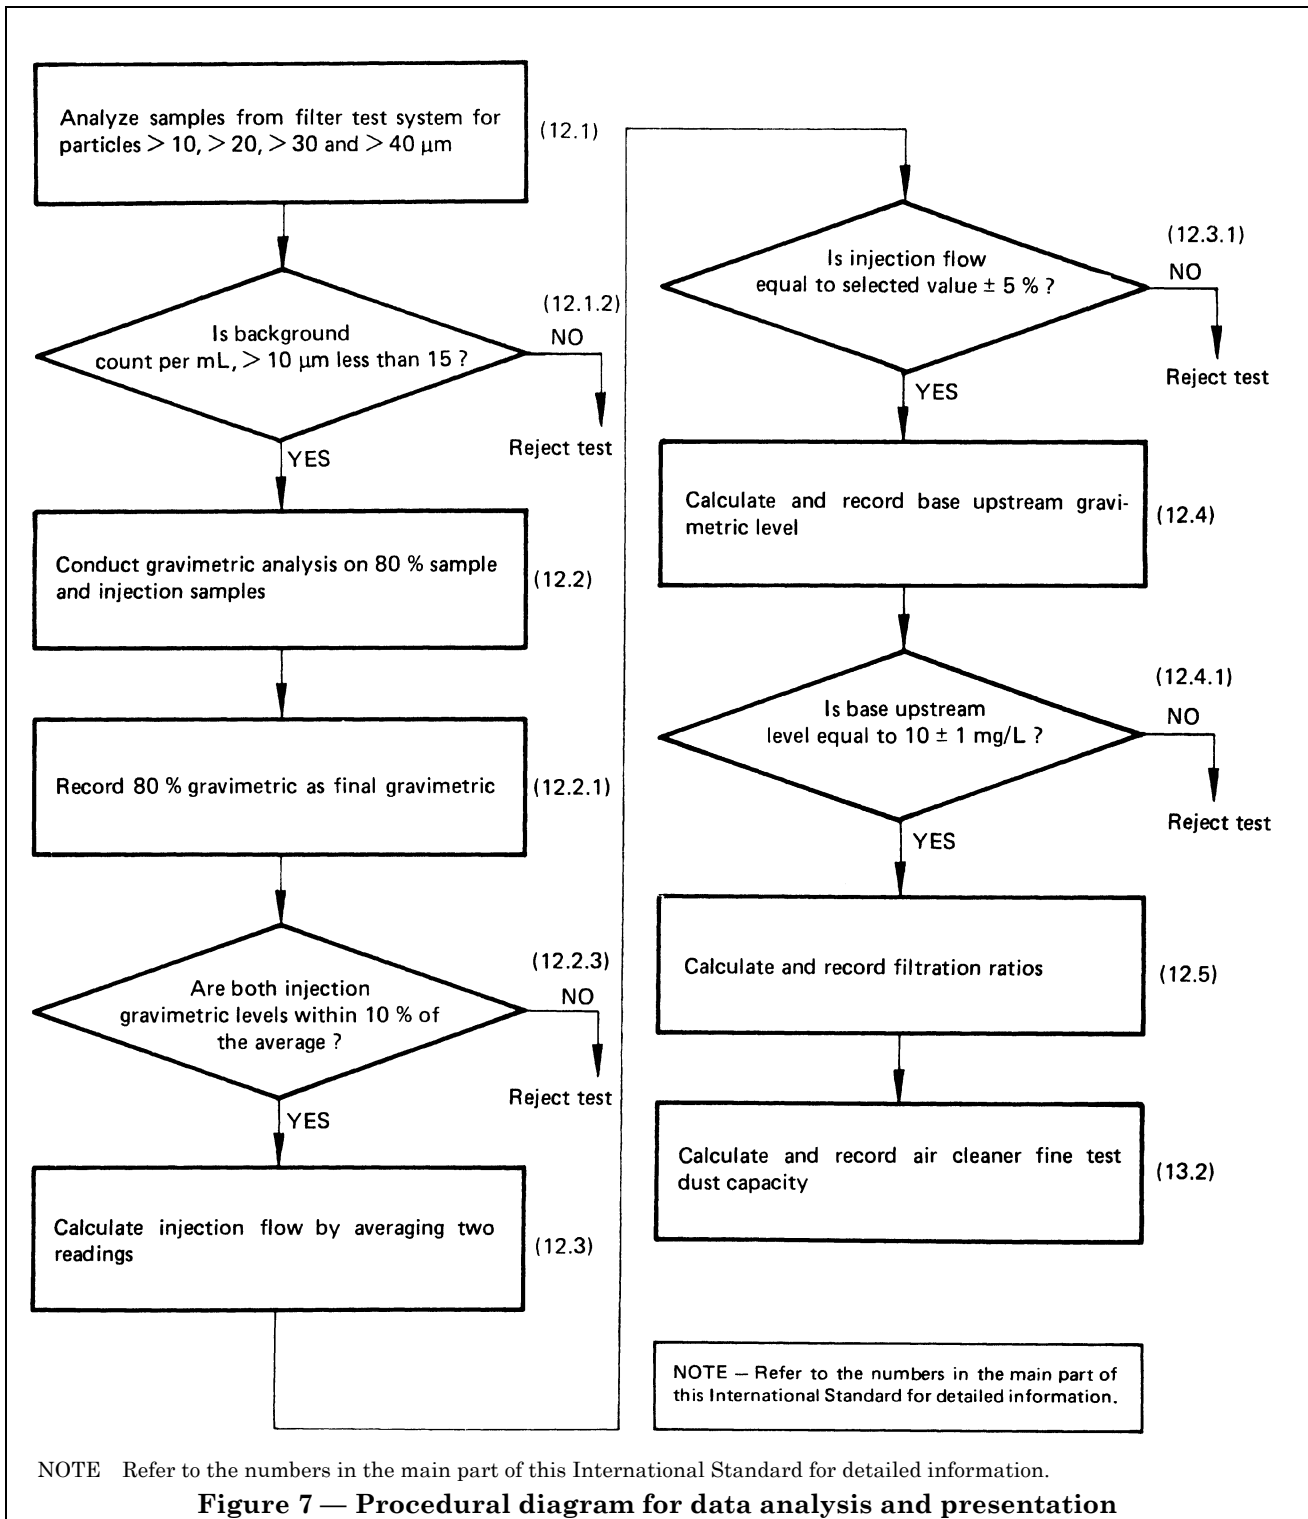 Analyze samples from filter test system for
particles > 10, > 20, > 30 and > 40 μm
(12.1)
Is background
count per mL, > 10 μm less than 15 ?
(12.1.2)
NO
Reject test
YES
Conduct gravimetric analysis on 80 % sample
and injection samples
(12.2)
Record 80 % gravimetric as final gravimetric
(12.2.1)
Are both injection
gravimetric levels within 10 % of
the average ?
(12.2.3)
NO
Reject test
YES
Calculate injection flow by averaging two
readings
(12.3)
Is injection flow
equal to selected value ± 5 % ?
(12.3.1)
NO
Reject test
YES
Calculate and record base upstream gravi-
metric level
(12.4)
Is base upstream
level equal to 10 ± 1 mg/L ?
(12.4.1)
NO
Reject test
YES
Calculate and record filtration ratios
(12.5)
Calculate and record air cleaner fine test
dust capacity
(13.2)
NOTE — Refer to the numbers in the main part of
this International Standard for detailed information.
NOTE Refer to the numbers in the main part of this International Standard for detailed information.
Figure 7 — Procedural diagram for data analysis and presentation